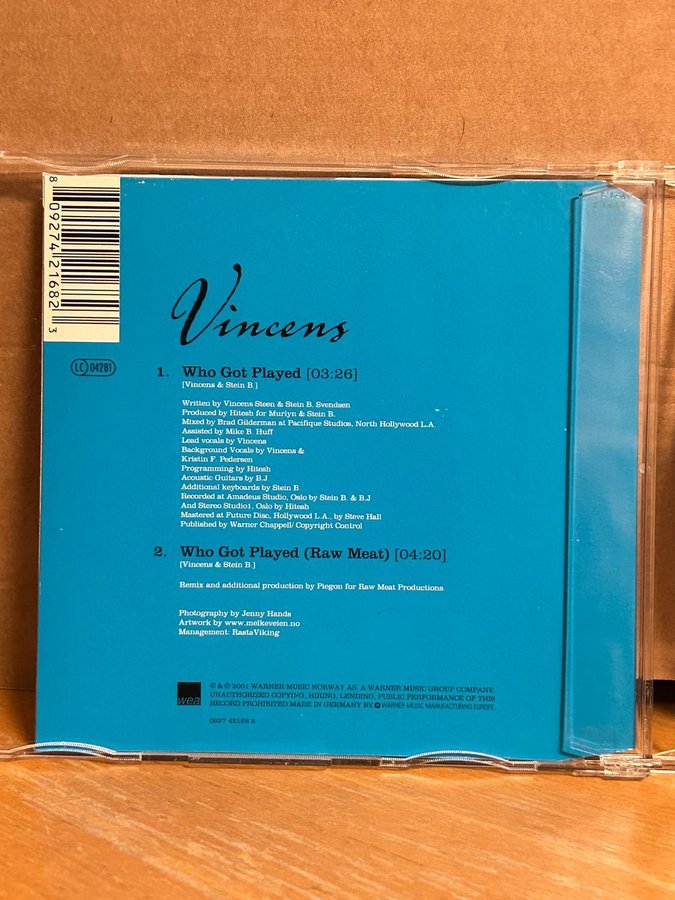 8 09274 21682 3
LC 04281
Vincens
1. Who Got Played [03:26]
[Vincens & Stein B.]
Written by Vincens Steen & Stein B. Svendsen
Produced by Hitesh for Murlyn & Stein B.
Mixed by Brad Gilderman at Pacifique Studios, North Hollywood L.A.
Assisted by Mike B. Huff
Lead vocals by Vincens
Background Vocals by Vincens &
Kristin F. Pedersen
Programming by Hitesh
Acoustic Guitars by B.J
Additional keyboards by Stein B.
Recorded at Amadeus Studio, Oslo by Stein B. & B.J
And Stereo Studio1, Oslo by Hitesh
Mastered at Future Disc, Hollywood L.A., by Steve Hall
Published by Warner Chappell/ Copyright Control
2. Who Got Played (Raw Meat) [04:20]
[Vincens & Stein B.]
Remix and additional production by Piegon for Raw Meat Productions
Photography by Jenny Hands
Artwork by www.melkeveien.no
Management: RastaViking
wea
© & ℗ 2001 WARNER MUSIC NORWAY AS. A WARNER MUSIC GROUP COMPANY.
UNAUTHORIZED COPYING, HIRING, LENDING, PUBLIC PERFORMANCE OF THIS
RECORD PROHIBITED MADE IN GERMANY BY WARNER MUSIC MANUFACTURING EUROPE.
0927 42168 2